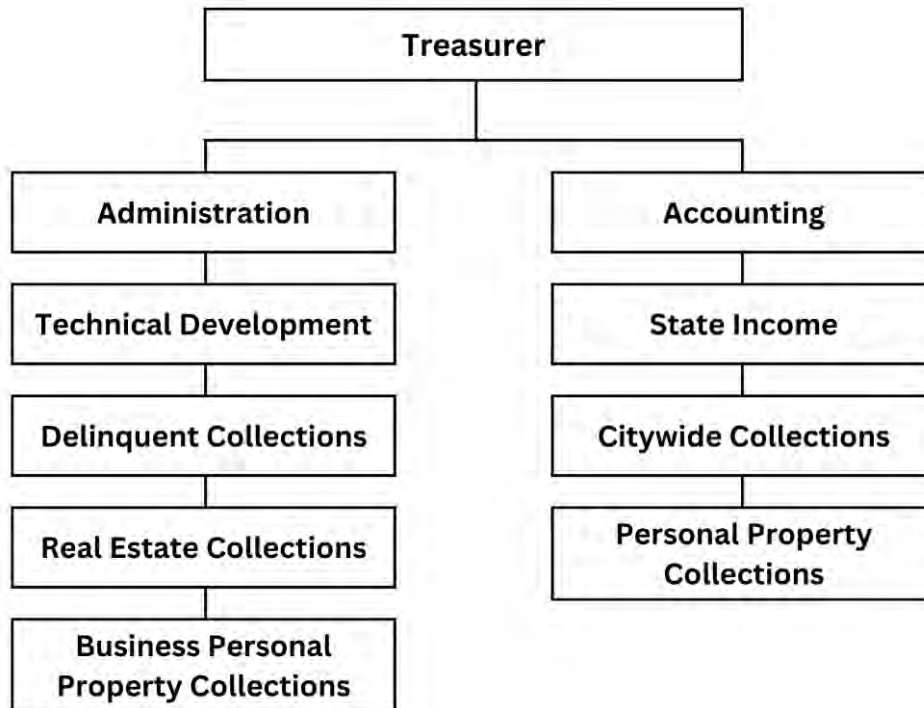 Treasurer
Administration
Accounting
Technical Development
State Income
Delinquent Collections
Citywide Collections
Real Estate Collections
Personal Property
Collections
Business Personal
Property Collections